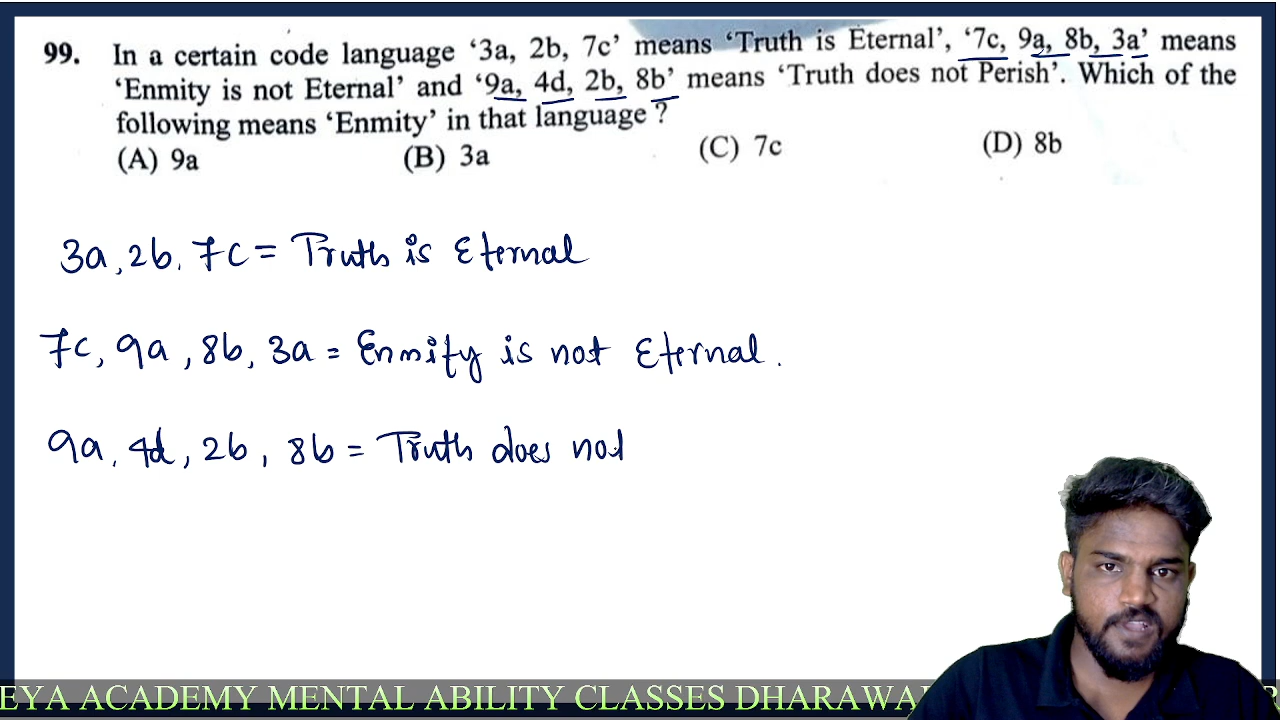 99. In a certain code language ‘3a, 2b, 7c’ means ‘Truth is Eternal’, ‘7c, 9a, 8b, 3a’ means
‘Enmity is not Eternal’ and ‘9a, 4d, 2b, 8b’ means ‘Truth does not Perish’. Which of the
following means ‘Enmity’ in that language ?
(A) 9a (B) 3a (C) 7c (D) 8b
3a, 2b, 7c = Truth is Eternal
7c, 9a, 8b, 3a = Enmity is not Eternal.
9a, 4d, 2b, 8b = Truth does not
EYA ACADEMY MENTAL ABILITY CLASSES DHARAWA